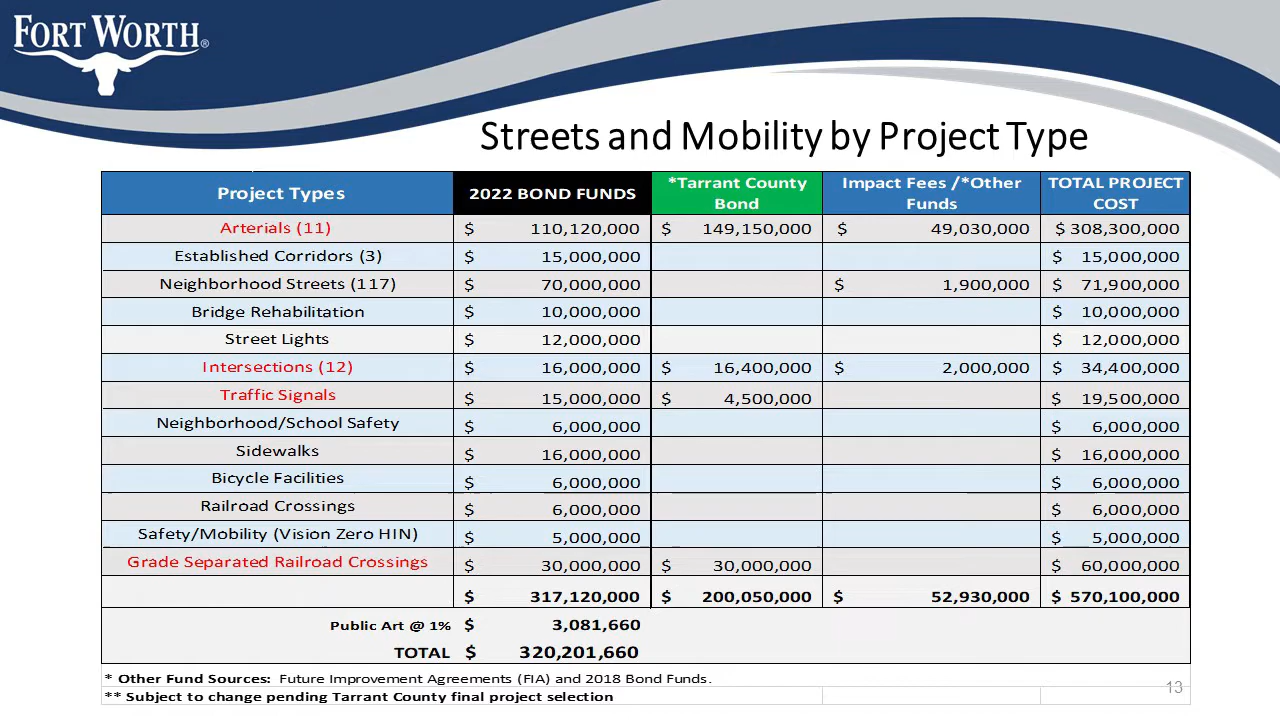 FORT WORTH®
Streets and Mobility by Project Type
Project Types 2022 BOND FUNDS *Tarrant County Bond Impact Fees /*Other Funds TOTAL PROJECT COST
Arterials (11) $ 110,120,000 $ 149,150,000 $ 49,030,000 $ 308,300,000
Established Corridors (3) $ 15,000,000 $ 15,000,000
Neighborhood Streets (117) $ 70,000,000 $ 1,900,000 $ 71,900,000
Bridge Rehabilitation $ 10,000,000 $ 10,000,000
Street Lights $ 12,000,000 $ 12,000,000
Intersections (12) $ 16,000,000 $ 16,400,000 $ 2,000,000 $ 34,400,000
Traffic Signals $ 15,000,000 $ 4,500,000 $ 19,500,000
Neighborhood/School Safety $ 6,000,000 $ 6,000,000
Sidewalks $ 16,000,000 $ 16,000,000
Bicycle Facilities $ 6,000,000 $ 6,000,000
Railroad Crossings $ 6,000,000 $ 6,000,000
Safety/Mobility (Vision Zero HIN) $ 5,000,000 $ 5,000,000
Grade Separated Railroad Crossings $ 30,000,000 $ 30,000,000 $ 60,000,000
$ 317,120,000 $ 200,050,000 $ 52,930,000 $ 570,100,000
Public Art @ 1% $ 3,081,660
TOTAL $ 320,201,660
* Other Fund Sources: Future Improvement Agreements (FIA) and 2018 Bond Funds.
** Subject to change pending Tarrant County final project selection
13